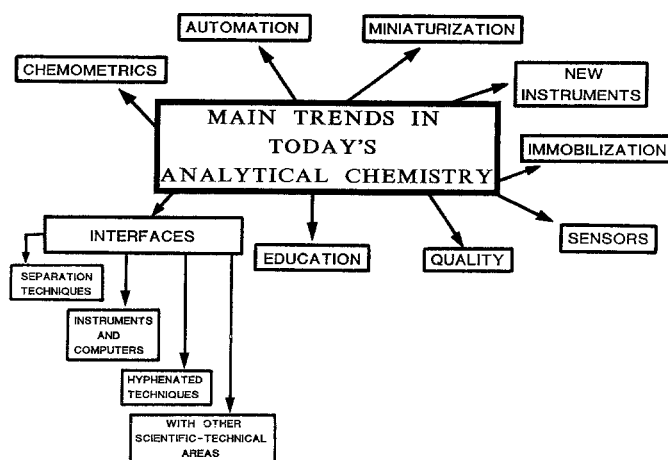 AUTOMATION
MINIATURIZATION
CHEMOMETRICS
NEW
INSTRUMENTS
MAIN TRENDS IN
TODAY'S
ANALYTICAL CHEMISTRY
IMMOBILIZATION
INTERFACES
EDUCATION
QUALITY
SENSORS
SEPARATION
TECHNIQUES
INSTRUMENTS
AND
COMPUTERS
HYPHENATED
TECHNIQUES
WITH OTHER
SCIENTIFIC-TECHNICAL
AREAS